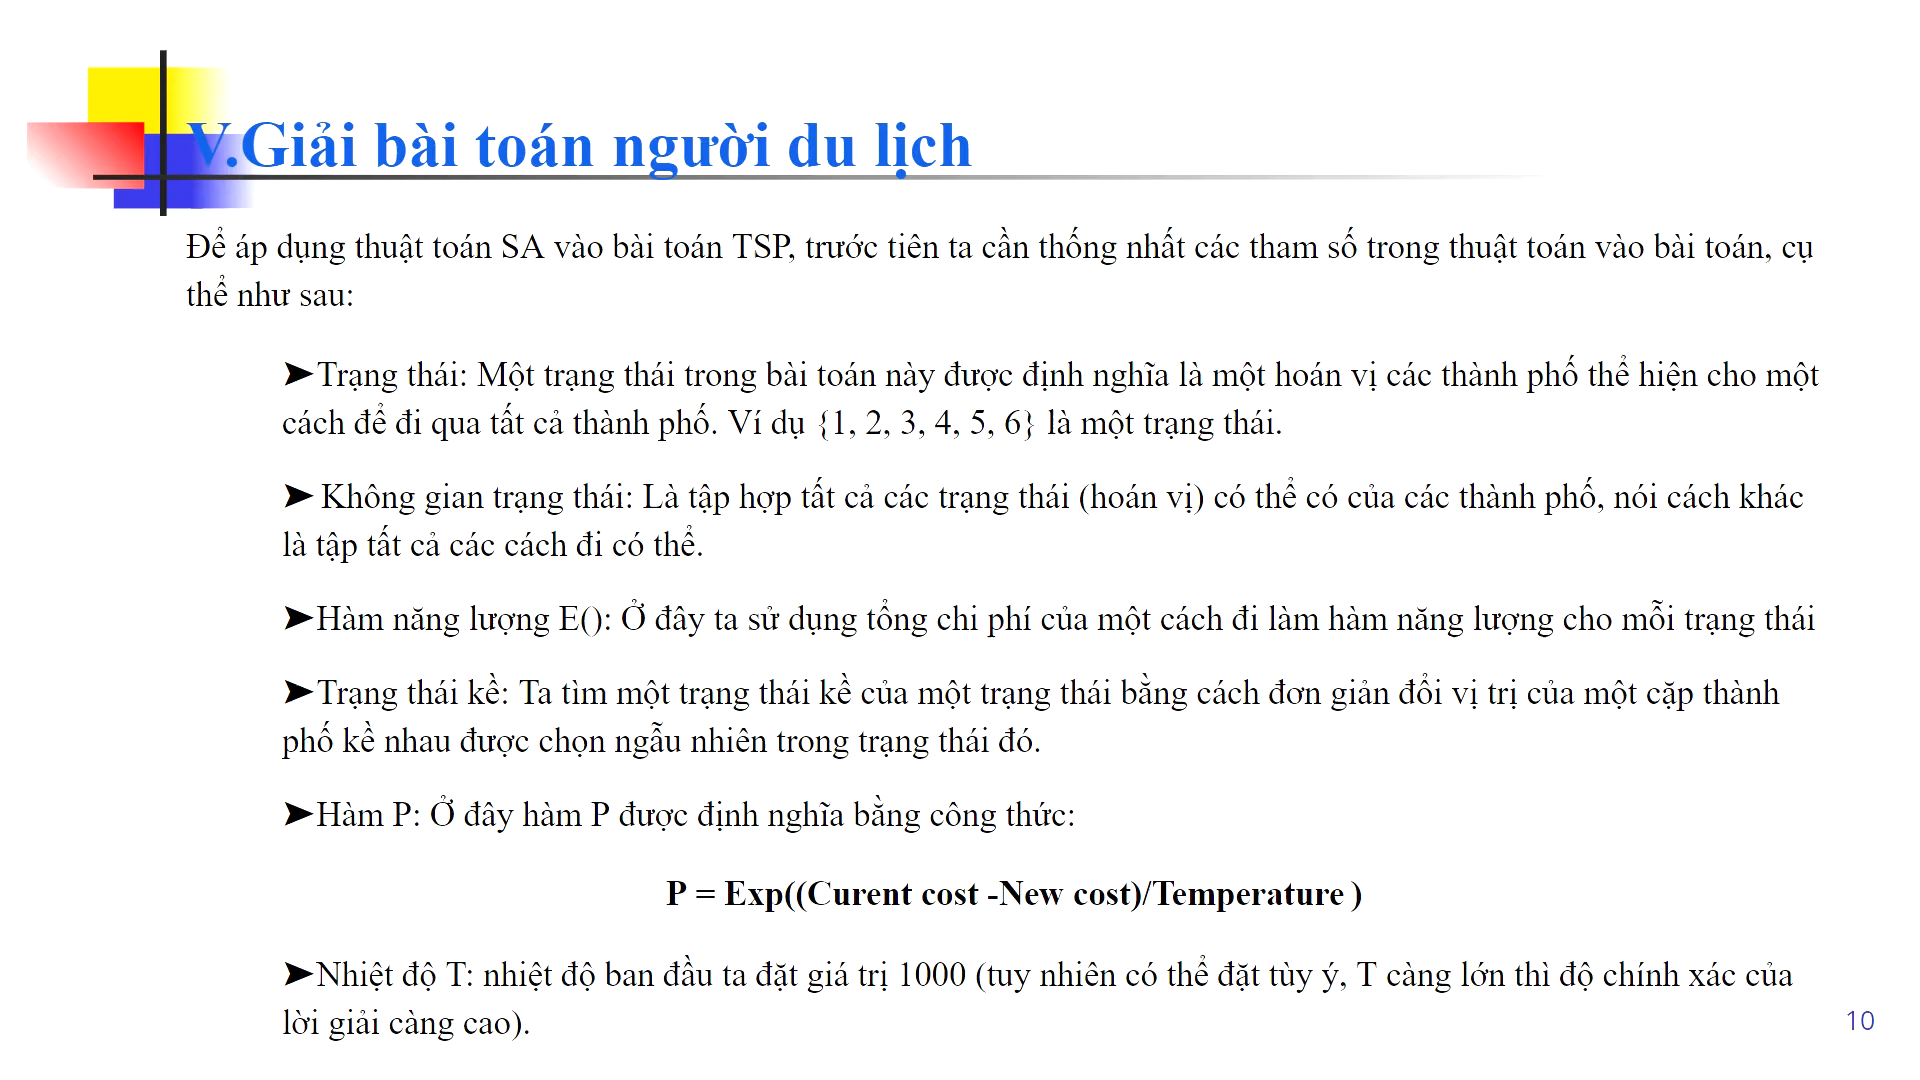 V.Giải bài toán người du lịch
Để áp dụng thuật toán SA vào bài toán TSP, trước tiên ta cần thống nhất các tham số trong thuật toán vào bài toán, cụ
thể như sau:
➤Trạng thái: Một trạng thái trong bài toán này được định nghĩa là một hoán vị các thành phố thể hiện cho một
cách để đi qua tất cả thành phố. Ví dụ {1, 2, 3, 4, 5, 6} là một trạng thái.
➤ Không gian trạng thái: Là tập hợp tất cả các trạng thái (hoán vị) có thể có của các thành phố, nói cách khác
là tập tất cả các cách đi có thể.
➤Hàm năng lượng E(): Ở đây ta sử dụng tổng chi phí của một cách đi làm hàm năng lượng cho mỗi trạng thái
➤Trạng thái kề: Ta tìm một trạng thái kề của một trạng thái bằng cách đơn giản đổi vị trí của một cặp thành
phố kề nhau được chọn ngẫu nhiên trong trạng thái đó.
➤Hàm P: Ở đây hàm P được định nghĩa bằng công thức:
P = Exp((Curent cost -New cost)/Temperature )
➤Nhiệt độ T: nhiệt độ ban đầu ta đặt giá trị 1000 (tuy nhiên có thể đặt tùy ý, T càng lớn thì độ chính xác của
lời giải càng cao).
10